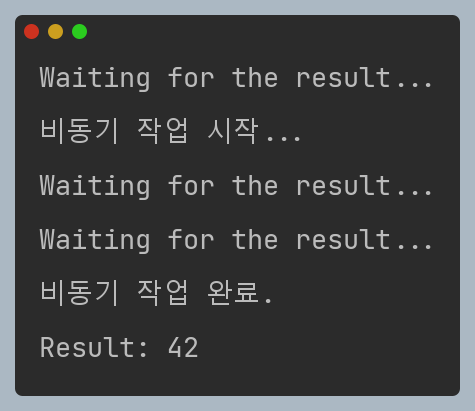 Waiting for the result...
비동기 작업 시작...
Waiting for the result...
Waiting for the result...
비동기 작업 완료.
Result: 42